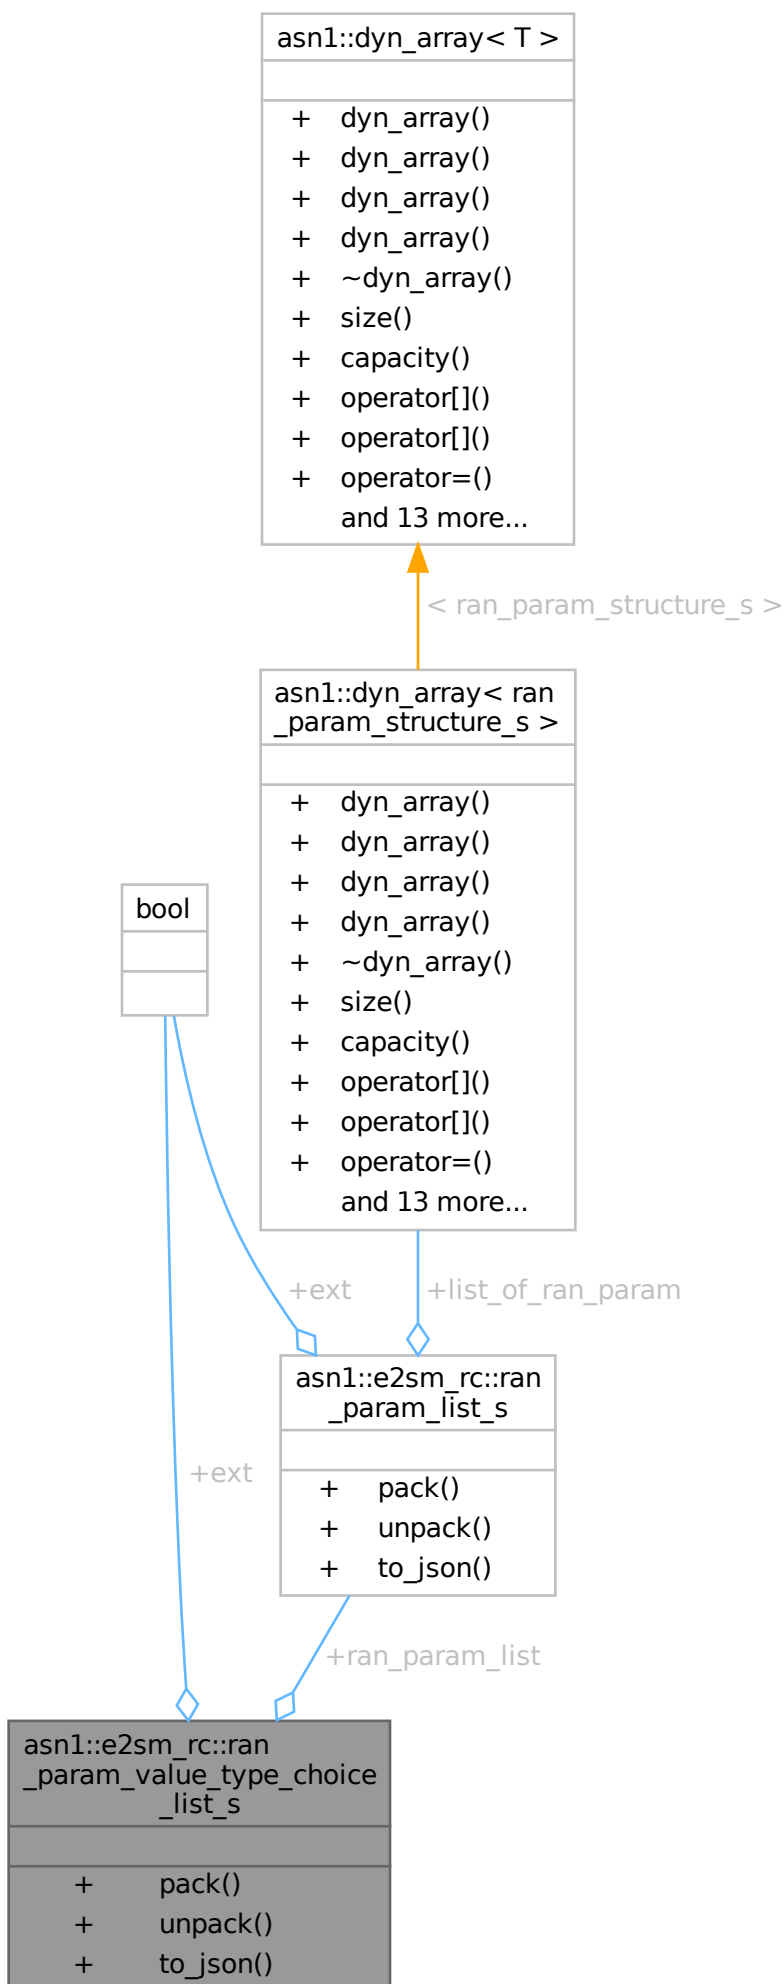 asn1::dyn_array< T >
+ dyn_array()
+ dyn_array()
+ dyn_array()
+ dyn_array()
+ ~dyn_array()
+ size()
+ capacity()
+ operator[]()
+ operator[]()
+ operator=()
and 13 more...
< ran_param_structure_s >
asn1::dyn_array< ran
_param_structure_s >
+ dyn_array()
+ dyn_array()
+ dyn_array()
+ dyn_array()
+ ~dyn_array()
+ size()
+ capacity()
+ operator[]()
+ operator[]()
+ operator=()
and 13 more...
bool
+ext
+list_of_ran_param
asn1::e2sm_rc::ran
_param_list_s
+ pack()
+ unpack()
+ to_json()
+ext
+ran_param_list
asn1::e2sm_rc::ran
_param_value_type_choice
_list_s
+ pack()
+ unpack()
+ to_json()